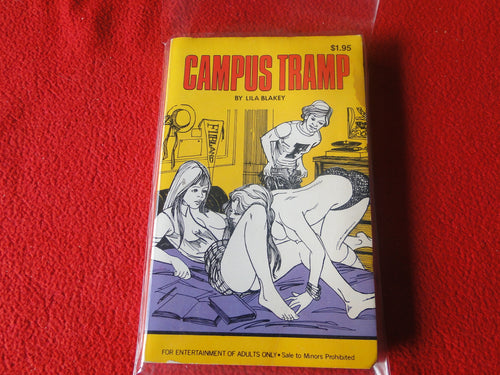 $1.95
CAMPUS TRAMP
BY LILA BLAKEY
FOR ENTERTAINMENT OF ADULTS ONLY • Sale to Minors Prohibited